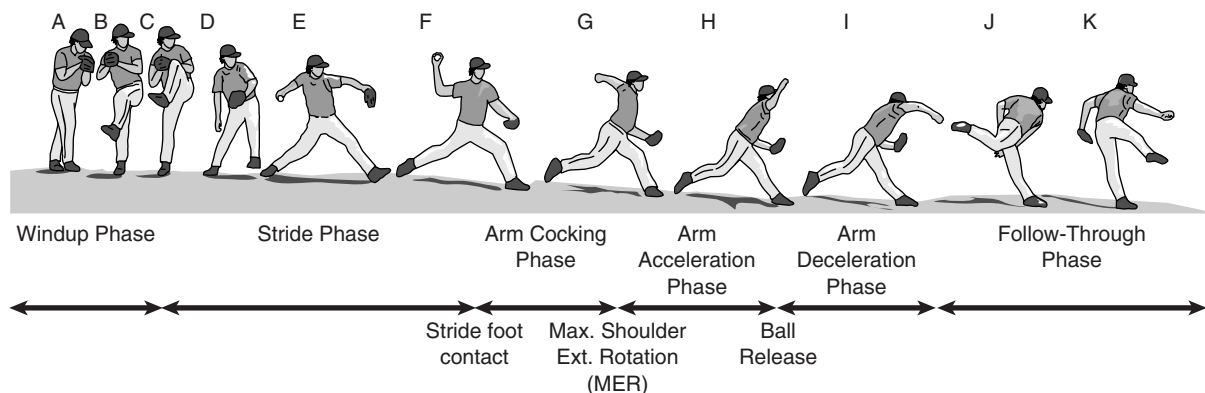 A B C D E F G H I J K
Windup Phase
Stride Phase
Arm Cocking
Phase
Arm
Acceleration
Phase
Arm
Deceleration
Phase
Follow-Through
Phase
Stride foot
contact
Max. Shoulder
Ext. Rotation
(MER)
Ball
Release